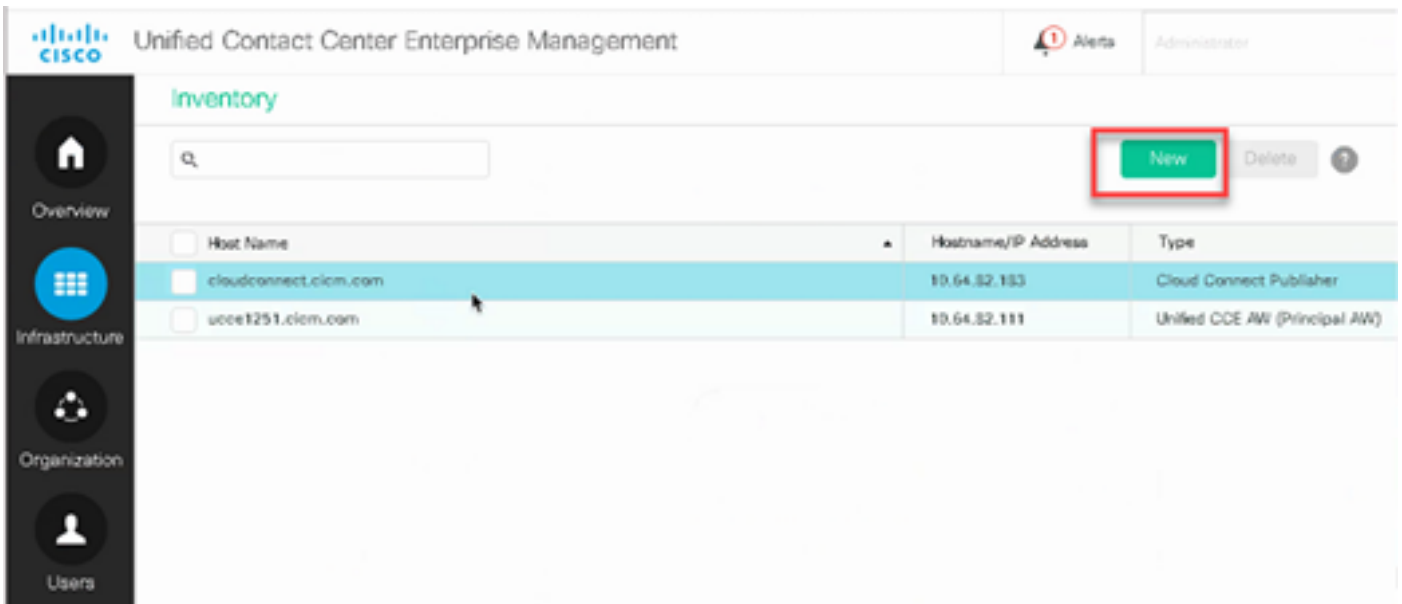 CISCO
Unified Contact Center Enterprise Management
1
Alerts
Administrator
Inventory
New
Delete
?
Overview
Host Name
Hostname/IP Address
Type
cloudconnect.cicm.com
10.64.82.183
Cloud Connect Publisher
ucce1251.cicm.com
10.64.82.111
Unified CCE AW (Principal AW)
Infrastructure
Organization
Users